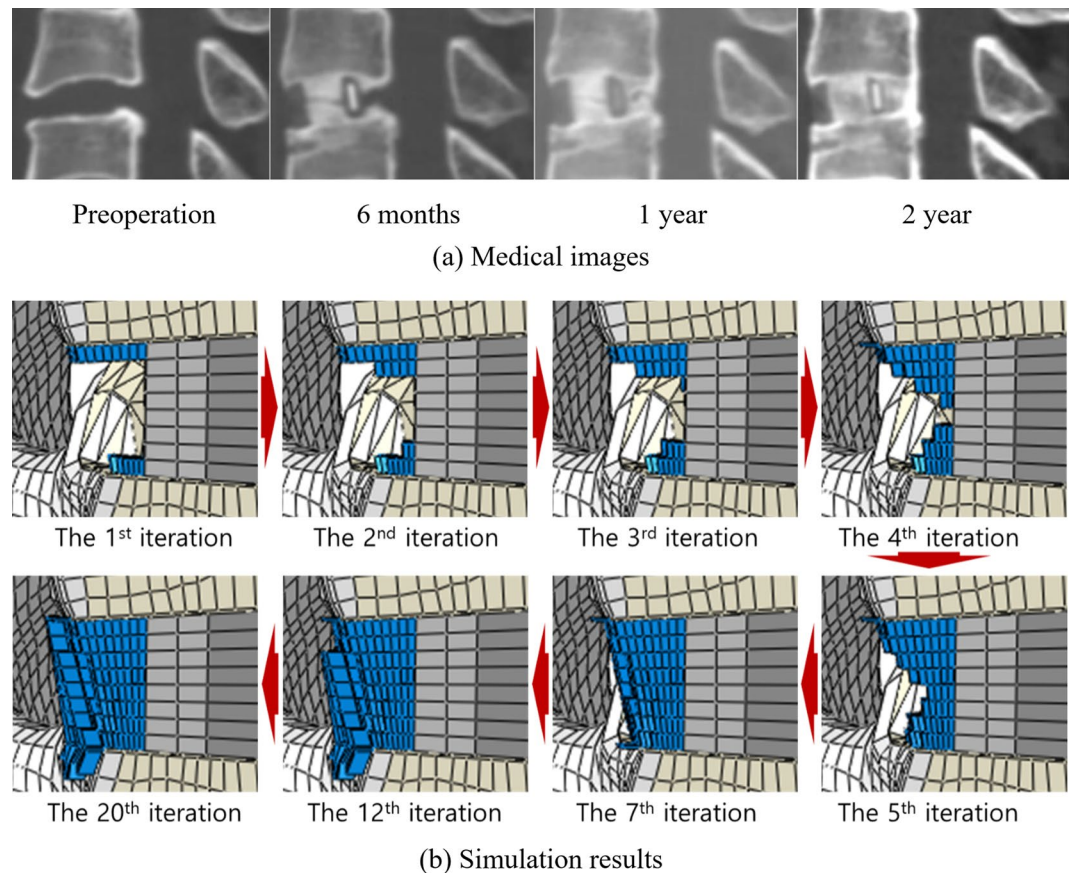 Preoperation
6 months
1 year
2 year
(a) Medical images
The 1st iteration
The 2nd iteration
The 3rd iteration
The 4th iteration
The 20th iteration
The 12th iteration
The 7th iteration
The 5th iteration
(b) Simulation results